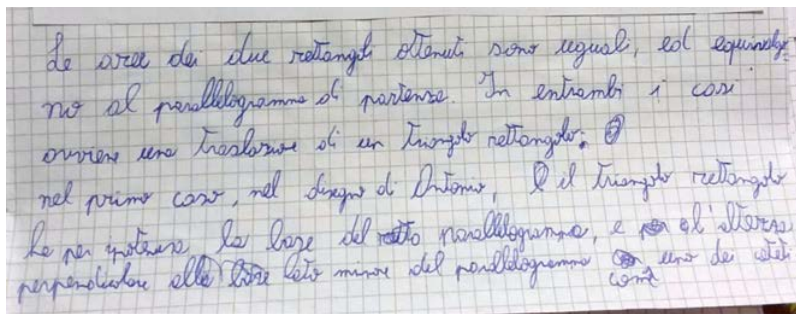 Le aree dei due rettangoli ottenuti sono uguali, ed equivalgo-
no al parallelogramma di partenza. In entrambi i casi
avviene una traslazione di un triangolo rettangolo:
nel primo caso, nel disegno di Antonio, il triangolo rettangolo
ha per ipotenusa la base del parallelogramma, e l'altezza
perpendicolare alla lato minore del parallelogramma come uno dei cateti